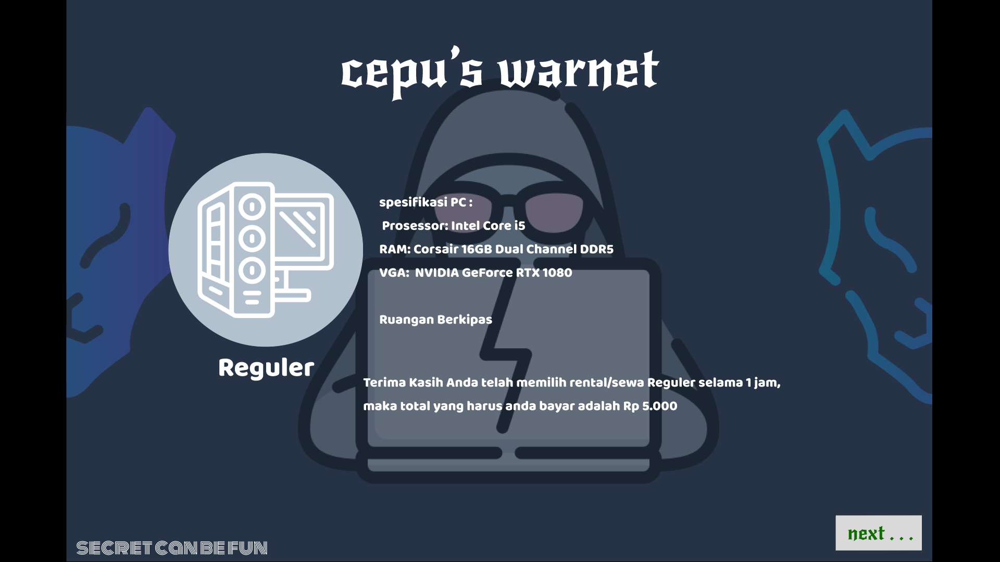 cepu's warnet
spesifikasi PC :
Prosessor: Intel Core i5
RAM: Corsair 16GB Dual Channel DDR5
VGA:  NVIDIA GeForce RTX 1080
Ruangan Berkipas
Reguler
Terima Kasih Anda telah memilih rental/sewa Reguler selama 1 jam,
maka total yang harus anda bayar adalah Rp 5.000
next . . .
SECRET CAN BE FUN